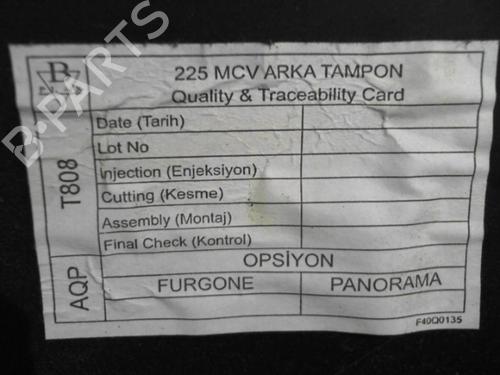 B
225 MCV ARKA TAMPON
Quality & Traceability Card
T808
Date (Tarih)
Lot No
Injection (Enjeksiyon)
Cutting (Kesme)
Assembly (Montaj)
Final Check (Kontrol)
AQP
OPSİYON
FURGONE PANORAMA
F40Q0135
B-PARTS